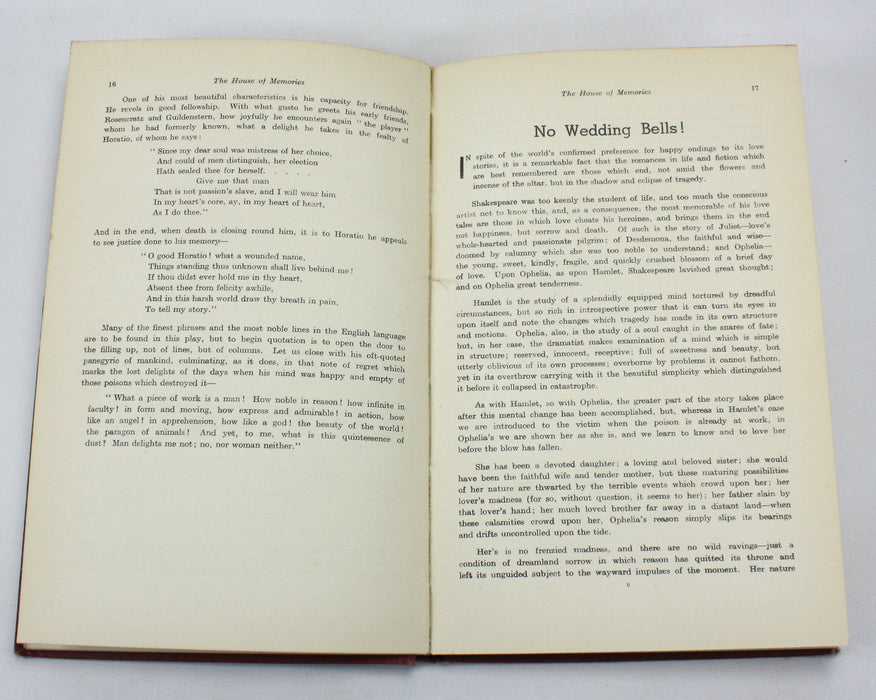 16
The House of Memories
One of his most beautiful characteristics is his capacity for friendship.
He revels in good fellowship. With what gusto he greets his early friends,
Rosencratz and Guildenstern, how joyfully he encounters again "the player"
whom he had formerly known, what a delight he takes in the fealty of
Horatio, of whom he says:
"Since my dear soul was mistress of her choice,
And could of men distinguish, her election
Hath sealed thee for herself. . . . .
Give me that man
That is not passion's slave, and I will wear him
In my heart's core, ay, in my heart of heart,
As I do thee."
And in the end, when death is closing round him, it is to Horatio he appeals
to see justice done to his memory—
"O good Horatio! what a wounded name,
Things standing thus unknown shall live behind me!
If thou didst ever hold me in thy heart,
Absent thee from felicity awhile,
And in this harsh world draw thy breath in pain,
To tell my story."
Many of the finest phrases and the most noble lines in the English language
are to be found in this play, but to begin quotation is to open the door to
the filling up, not of lines, but of columns. Let us close with his oft-quoted
panegyric of mankind, culminating, as it does, in that note of regret which
marks the lost delights of the days when his mind was happy and empty of
those poisons which destroyed it—
"What a piece of work is a man! How noble in reason! how infinite in
faculty! in form and moving, how express and admirable! in action, how
like an angel! in apprehension, how like a god! the beauty of the world!
the paragon of animals! And yet, to me, what is this quintessence of
dust? Man delights me not; no, nor woman neither."
The House of Memories
17
No Wedding Bells!
IN spite of the world's confirmed preference for happy endings to its love
stories, it is a remarkable fact that the romances in life and fiction which
are best remembered are those which end, not amid the flowers and
incense of the altar, but in the shadow and eclipse of tragedy.
Shakespeare was too keenly the student of life, and too much the conscious
artist not to know this, and, as a consequence, the most memorable of his love
tales are those in which love cheats his heroines, and brings them in the end
not happiness, but sorrow and death. Of such is the story of Juliet—love's
whole-hearted and passionate pilgrim; of Desdemona, the faithful and wise—
doomed by calumny which she was too noble to understand; and Ophelia—
the young, sweet, kindly, fragile, and quickly crushed blossom of a brief day
of love. Upon Ophelia, as upon Hamlet, Shakespeare lavished great thought;
and on Ophelia great tenderness.
Hamlet is the study of a splendidly equipped mind tortured by dreadful
circumstances, but so rich in introspective power that it can turn its eyes in
upon itself and note the changes which tragedy has made in its own structure
and motions. Ophelia, also, is the study of a soul caught in the snares of fate;
but, in her case, the dramatist makes examination of a mind which is simple
in structure; reserved, innocent, receptive; full of sweetness and beauty, but
utterly oblivious of its own processes; overborne by problems it cannot fathom,
yet in its overthrow carrying with it the beautiful simplicity which distinguished
it before it collapsed in catastrophe.
As with Hamlet, so with Ophelia, the greater part of the story takes place
after this mental change has been accomplished, but, whereas in Hamlet's case
we are introduced to the victim when the poison is already at work, in
Ophelia's we are shown her as she is, and we learn to know and to love her
before the blow has fallen.
She has been a devoted daughter; a loving and beloved sister; she would
have been the faithful wife and tender mother, but these maturing possibilities
of her nature are thwarted by the terrible events which crowd upon her; her
lover's madness (for so, without question, it seems to her); her father slain by
that lover's hand; her much loved brother far away in a distant land—when
these calamities crowd upon her, Ophelia's reason simply slips its bearings
and drifts uncontrolled upon the tide.
Her's is no frenzied madness, and there are no wild ravings—just a
condition of dreamland sorrow in which reason has quitted its throne and
left its unguided subject to the wayward impulses of the moment. Her nature